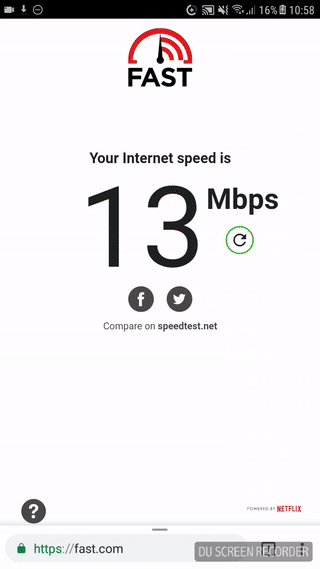 16% 10:58
FAST
Your Internet speed is
13 Mbps
f
Compare on speedtest.net
?
POWERED BY NETFLIX
https://fast.com
DU SCREEN RECORDER